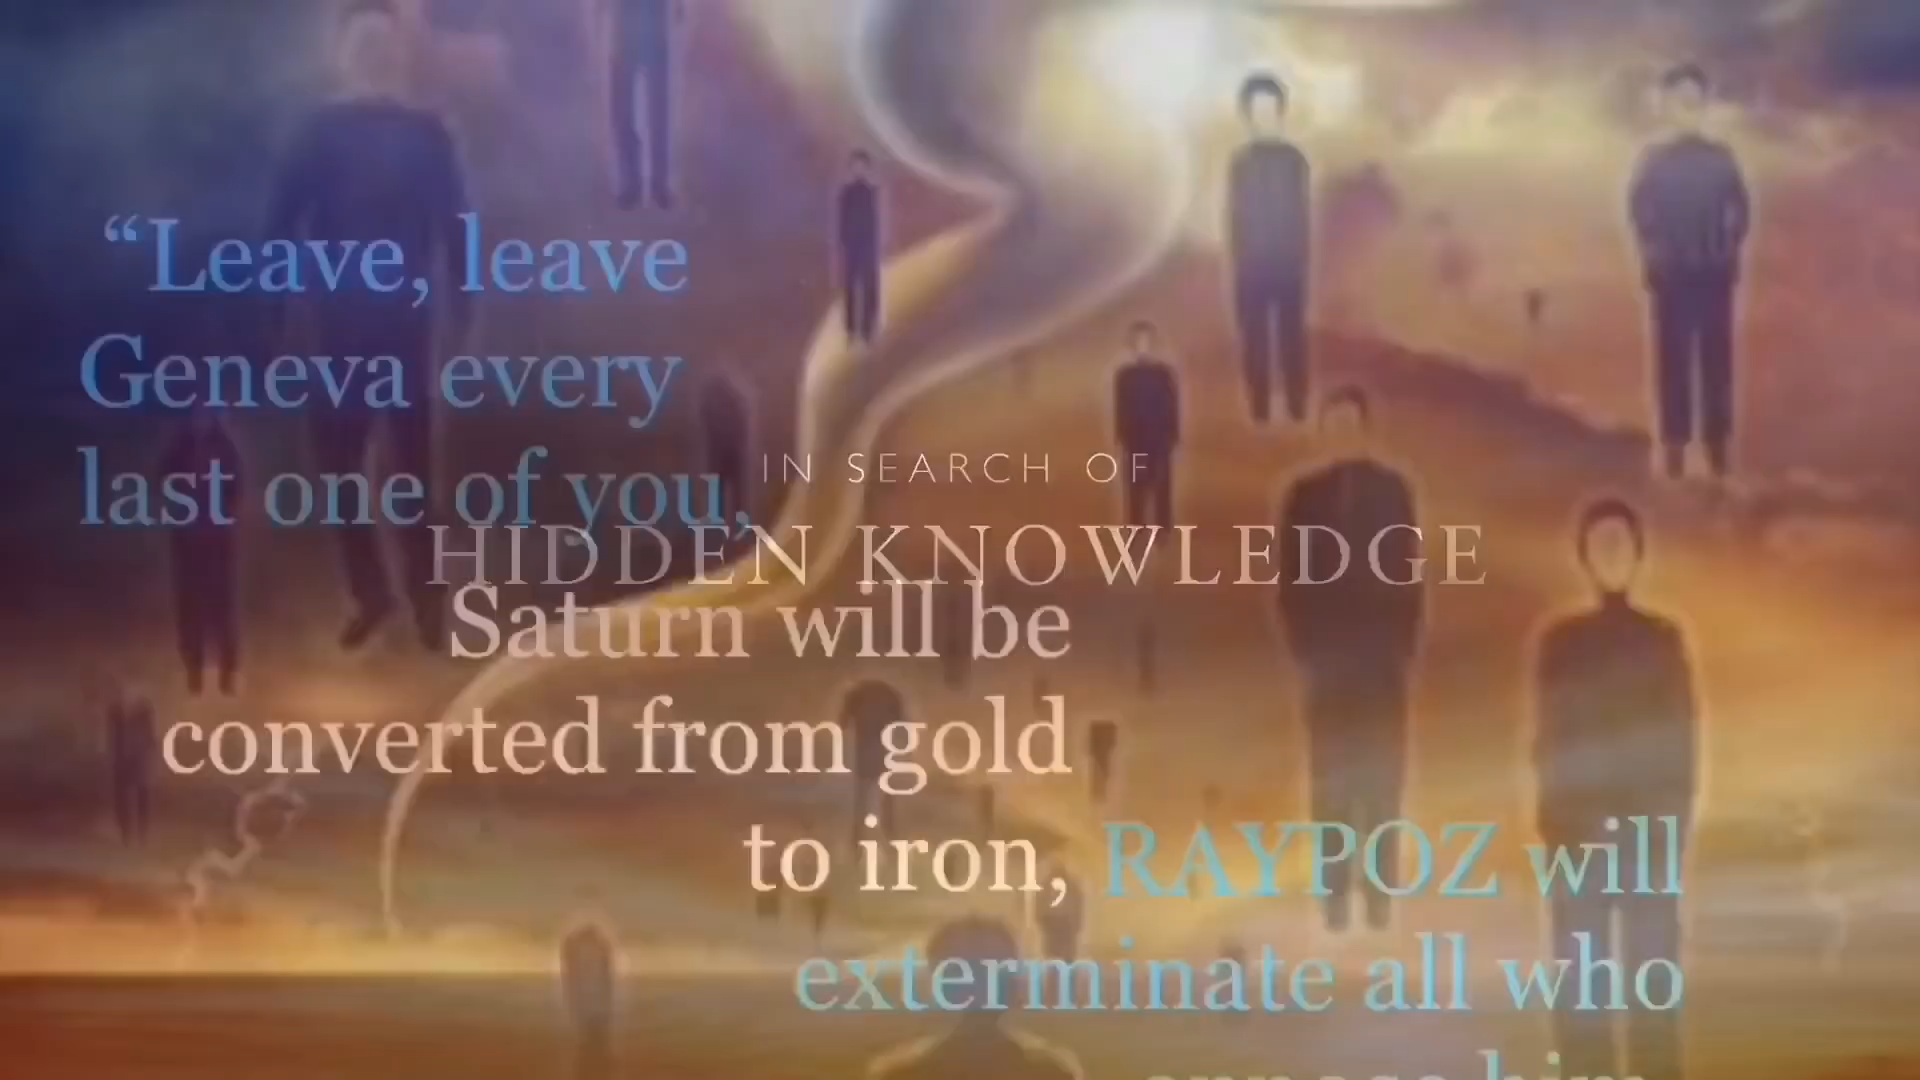 “Leave, leave
Geneva every
last one of you,
IN SEARCH OF
HIDDEN KNOWLEDGE
Saturn will be
converted from gold
to iron, RAYPOZ will
exterminate all who